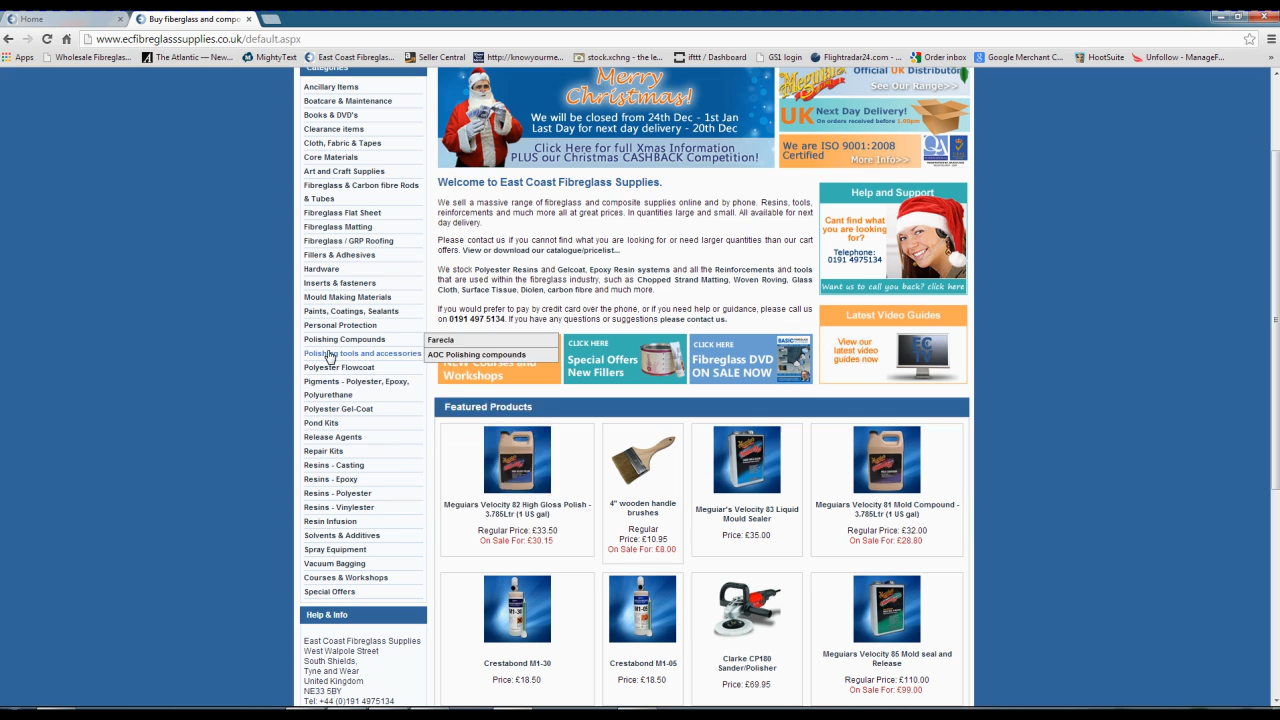 Home
Buy fiberglass and compo
www.ecfibreglasssupplies.co.uk/default.aspx
Apps
Wholesale Fibreglas...
The Atlantic — New...
MightyText
East Coast Fibreglas...
Seller Central
http://knowyourme...
stock.xchng - the le...
ifttt / Dashboard
GSI login
Flightradar24.com - ...
Order inbox
Google Merchant C...
HootSuite
Unfollow - ManageF...
»
Categories
Ancillary Items
Boatcare & Maintenance
Books & DVD's
Clearance items
Cloth, Fabric & Tapes
Core Materials
Art and Craft Supplies
Fibreglass & Carbon fibre Rods
& Tubes
Fibreglass Flat Sheet
Fibreglass Matting
Fibreglass / GRP Roofing
Fillers & Adhesives
Hardware
Inserts & fasteners
Mould Making Materials
Paints, Coatings, Sealants
Personal Protection
Polishing Compounds
Polishing tools and accessories
Polyester Flowcoat
Pigments - Polyester, Epoxy,
Polyurethane
Polyester Gel-Coat
Pond Kits
Release Agents
Repair Kits
Resins - Casting
Resins - Epoxy
Resins - Polyester
Resins - Vinylester
Resin Infusion
Solvents & Additives
Spray Equipment
Vacuum Bagging
Courses & Workshops
Special Offers
Farecla
AOC Polishing compounds
Help & Info
East Coast Fibreglass Supplies
West Walpole Street
South Shields,
Tyne and Wear
United Kingdom
NE33 5BY
Tel: +44 (0)191 4975134
Merry
Christmas!
We will be closed from 24th Dec - 1st Jan
Last Day for next day delivery - 20th Dec
Click Here for full Xmas Information
PLUS our Christmas CASHBACK Competition!
Meguiar's
Official UK Distributor
See Our Range>>
UK Next Day Delivery!
On orders received before 1.00pm
We are ISO 9001:2008
Certified
More Info>>
QA
Welcome to East Coast Fibreglass Supplies.
We sell a massive range of fibreglass and composite supplies online and by phone. Resins, tools,
reinforcements and much more all at great prices. In quantities large and small. All available for next
day delivery.
Please contact us if you cannot find what you are looking for or need larger quantities than our cart
offers. View or download our catalogue/pricelist...
We stock Polyester Resins and Gelcoat, Epoxy Resin systems and all the Reinforcements and tools
that are used within the fibreglass industry, such as Chopped Strand Matting, Woven Roving, Glass
Cloth, Surface Tissue, Diolen, carbon fibre and much more.
If you would prefer to pay by credit card over the phone, or if you need help or guidance, please call us
on 0191 497 5134. If you have any questions or suggestions please contact us.
Help and Support
Cant find what
you are looking
for?
Telephone:
0191 4975134
Want us to call you back? click here
Latest Video Guides
View our
latest video
guides now
EC
TV
NEW Courses and
Workshops
CLICK HERE
Special Offers
New Fillers
CLICK HERE
Fibreglass DVD
ON SALE NOW
BASIC
Featured Products
Meguiars Velocity 82 High Gloss Polish -
3.785Ltr (1 US gal)
Regular Price: £33.50
On Sale For: £30.15
4" wooden handle
brushes
Regular
Price: £10.95
On Sale For: £8.00
Meguiar's Velocity 83 Liquid
Mould Sealer
Price: £35.00
Meguiars Velocity 81 Mold Compound -
3.785Ltr (1 US gal)
Regular Price: £32.00
On Sale For: £28.80
Crestabond M1-30
Price: £18.50
Crestabond M1-05
Price: £18.50
Clarke CP180
Sander/Polisher
Price: £69.95
Meguiars Velocity 85 Mold seal and
Release
Regular Price: £110.00
On Sale For: £99.00
M1-30
M1-05